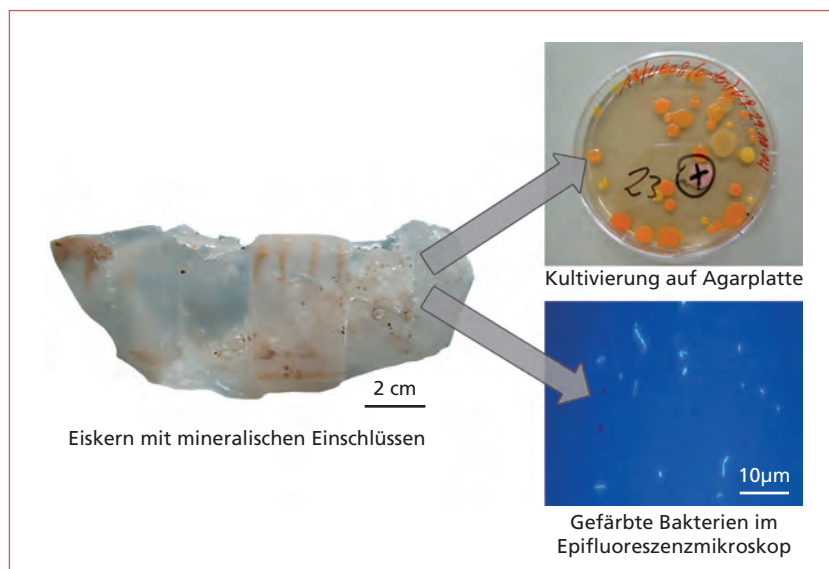 23 +
Kultivierung auf Agarplatte
2 cm
Eiskern mit mineralischen Einschlüssen
10µm
Gefärbte Bakterien im
Epifluoreszenzmikroskop